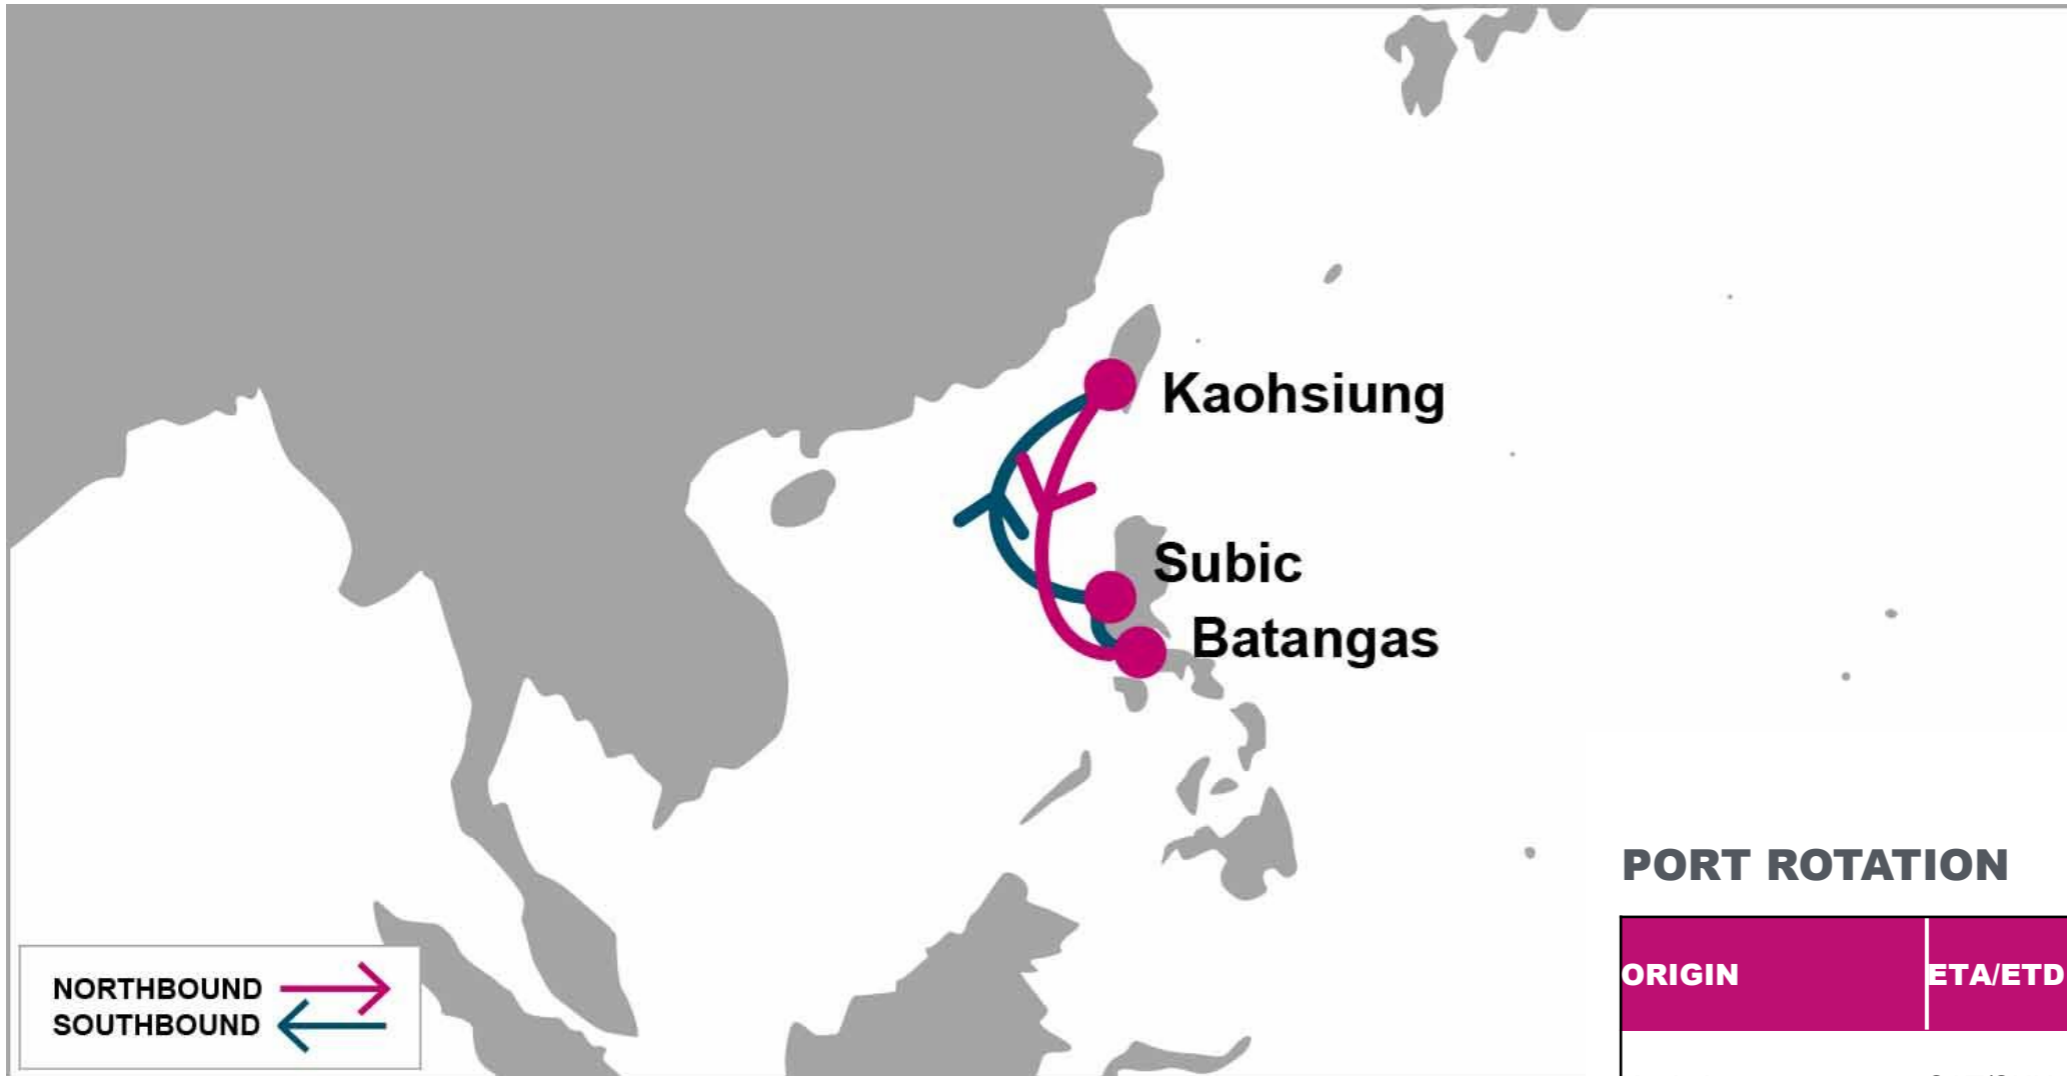 Kaohsiung
Subic
Batangas
NORTHBOUND
SOUTHBOUND
PORT ROTATION
ORIGIN ETA/ETD